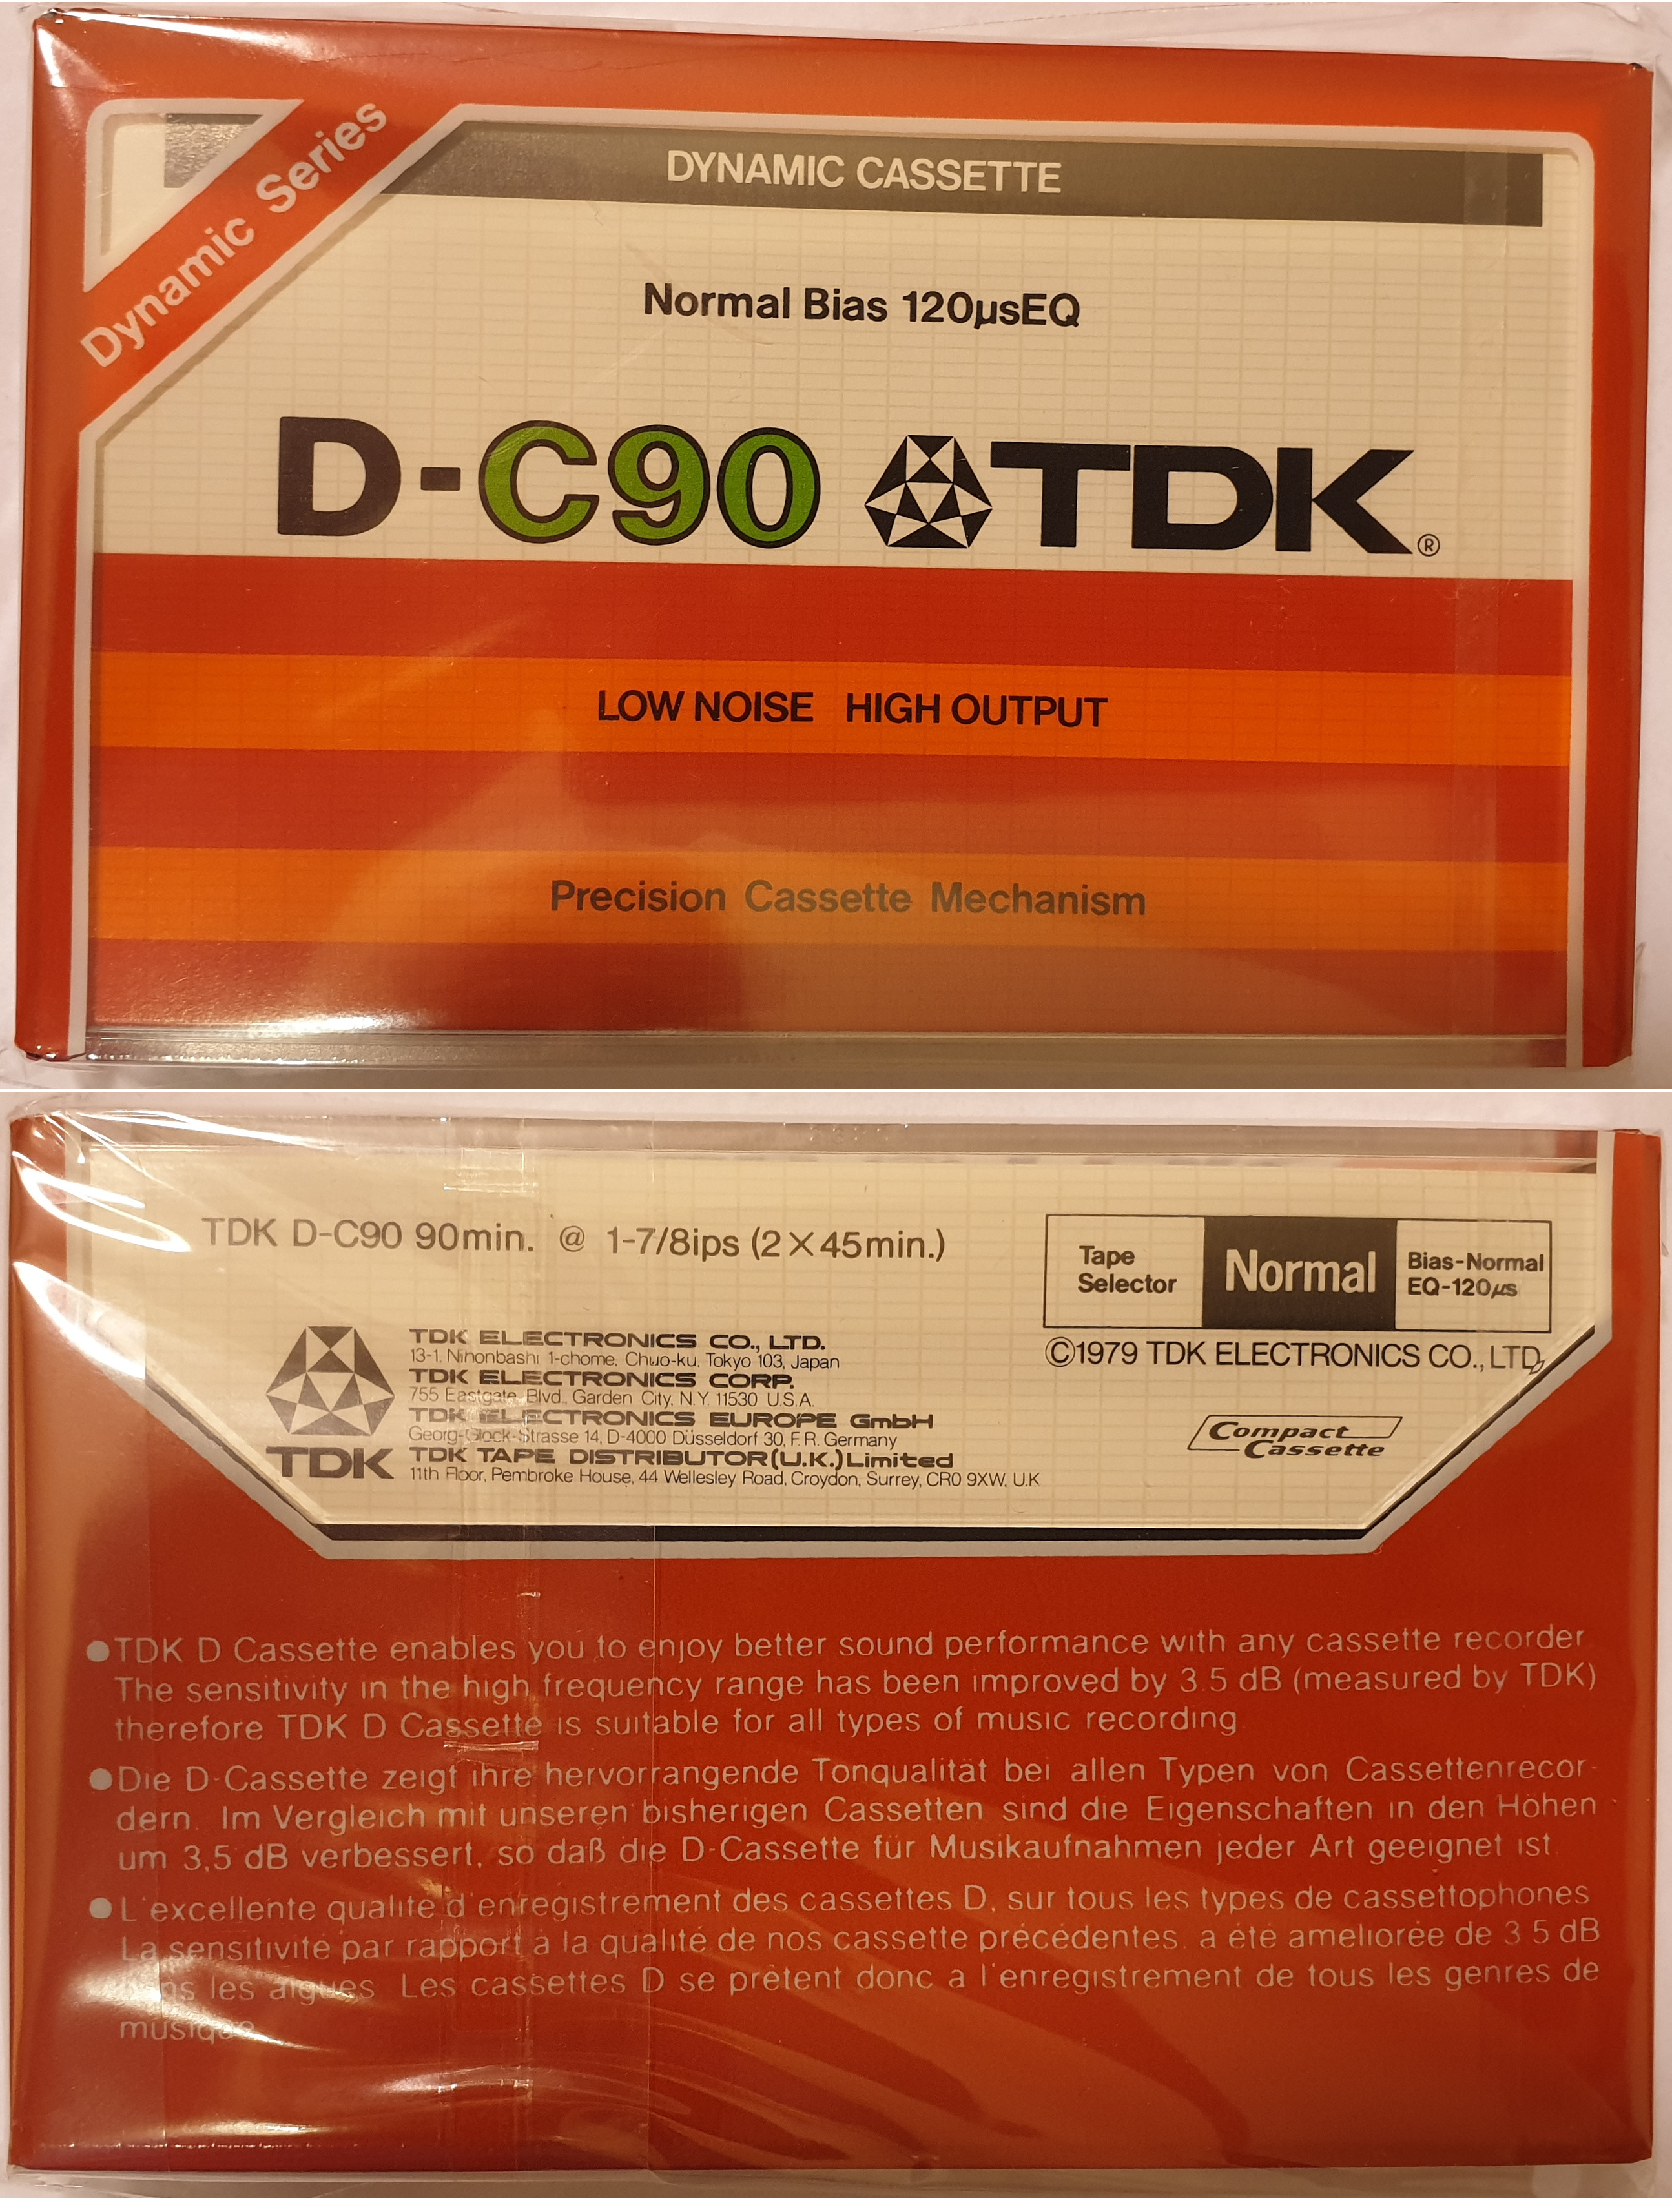 Dynamic Series
DYNAMIC CASSETTE
Normal Bias 120µsEQ
D-C90 TDK®
LOW NOISE HIGH OUTPUT
Precision Cassette Mechanism
TDK D-C90 90min. @ 1-7/8ips (2×45min.)
Tape Selector
Normal
Bias-Normal
EQ-120µs
©1979 TDK ELECTRONICS CO., LTD.
TDK
TDK ELECTRONICS CO., LTD.
13-1, Nihonbashi 1-chome, Chuo-ku, Tokyo 103, Japan
TDK ELECTRONICS CORP.
755 Eastgate Blvd., Garden City, N.Y. 11530 U.S.A.
TDK ELECTRONICS EUROPE GmbH
Georg-Glock-Strasse 14, D-4000 Düsseldorf 30, F.R. Germany
TDK TAPE DISTRIBUTOR (U.K.) Limited
11th Floor, Pembroke House, 44 Wellesley Road, Croydon, Surrey, CR0 9XW, U.K
Compact
Cassette
●TDK D Cassette enables you to enjoy better sound performance with any cassette recorder.
The sensitivity in the high frequency range has been improved by 3.5 dB (measured by TDK)
therefore TDK D Cassette is suitable for all types of music recording
●Die D-Cassette zeigt ihre hervorrangende Tonqualität bei allen Typen von Cassettenrecor-
dern. Im Vergleich mit unseren bisherigen Cassetten sind die Eigenschaften in den Höhen
um 3,5 dB verbessert, so daß die D-Cassette für Musikaufnahmen jeder Art geeignet ist.
●L'excellente qualité d'enregistrement des cassettes D, sur tous les types de cassettophones
La sensitivité par rapport à la qualité de nos cassette précédentes, a été améliorée de 3 5 dB
les aigues. Les cassettes D se prêtent donc a l'enregistrement de tous les genres de
musique